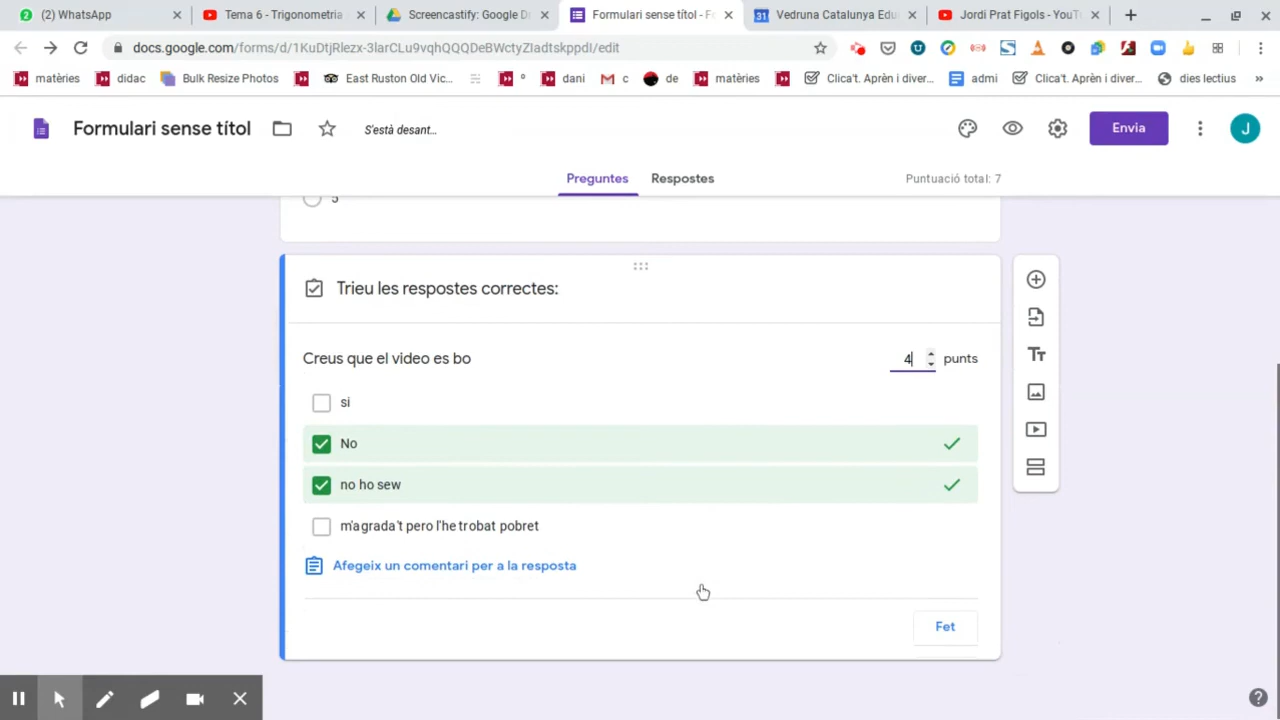 (2) WhatsApp
Tema 6 - Trigonometria
Screencastify: Google D
Formulari sense títol - F
Vedruna Catalunya Edu
Jordi Prat Figols - YouTu
docs.google.com/forms/d/1TuDtjRlezx-3larCLu9vqhQQQDeBWctyZIadtskppdI/edit
matèries
didac
Bulk Resize Photos
East Ruston Old Vic...
º
dani
c
de
matèries
Clica't. Aprèn i diver...
admi
Clica't. Aprèn i diver...
dies lectius
»
Formulari sense títol
S'està desant...
Envia
J
Preguntes
Respostes
Puntuació total: 7
5
Trieu les respostes correctes:
Creus que el video es bo
4
punts
si
No
no ho sew
m'agrada't pero l'he trobat pobret
Afegeix un comentari per a la resposta
Fet